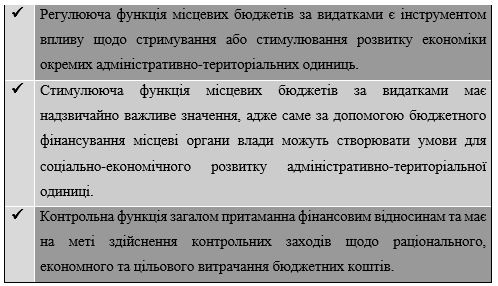 ✓ Регулююча функція місцевих бюджетів за видатками є інструментом
впливу щодо стримування або стимулювання розвитку економіки
окремих адміністративно-територіальних одиниць.
✓ Стимулююча функція місцевих бюджетів за видатками має
надзвичайно важливе значення, адже саме за допомогою бюджетного
фінансування місцеві органи влади можуть створювати умови для
соціально-економічного розвитку адміністративно-територіальної
одиниці.
✓ Контрольна функція загалом притаманна фінансовим відносинам та має
на меті здійснення контрольних заходів щодо раціонального,
економного та цільового витрачання бюджетних коштів.